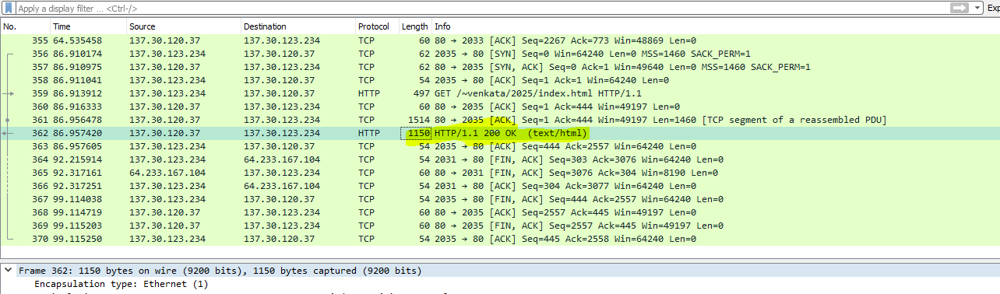 Apply a display filter ... <Ctrl-/> Exp
No. Time Source Destination Protocol Length Info
355 64.535458 137.30.120.37 137.30.123.234 TCP 60 80 → 2033 [ACK] Seq=2267 Ack=773 Win=48869 Len=0
356 86.910174 137.30.123.234 137.30.120.37 TCP 62 2035 → 80 [SYN] Seq=0 Win=64240 Len=0 MSS=1460 SACK_PERM=1
357 86.910975 137.30.120.37 137.30.123.234 TCP 62 80 → 2035 [SYN, ACK] Seq=0 Ack=1 Win=49640 Len=0 MSS=1460 SACK_PERM=1
358 86.911041 137.30.123.234 137.30.120.37 TCP 54 2035 → 80 [ACK] Seq=1 Ack=1 Win=64240 Len=0
359 86.913912 137.30.123.234 137.30.120.37 HTTP 497 GET /~venkata/2025/index.html HTTP/1.1
360 86.916333 137.30.120.37 137.30.123.234 TCP 60 80 → 2035 [ACK] Seq=1 Ack=444 Win=49197 Len=0
361 86.956478 137.30.120.37 137.30.123.234 TCP 1514 80 → 2035 [ACK] Seq=1 Ack=444 Win=49197 Len=1460 [TCP segment of a reassembled PDU]
362 86.957420 137.30.120.37 137.30.123.234 HTTP 1150 HTTP/1.1 200 OK (text/html)
363 86.957605 137.30.123.234 137.30.120.37 TCP 54 2035 → 80 [ACK] Seq=444 Ack=2557 Win=64240 Len=0
364 92.215914 137.30.123.234 64.233.167.104 TCP 54 2031 → 80 [FIN, ACK] Seq=303 Ack=3076 Win=64240 Len=0
365 92.317161 64.233.167.104 137.30.123.234 TCP 60 80 → 2031 [FIN, ACK] Seq=3076 Ack=304 Win=8190 Len=0
366 92.317251 137.30.123.234 64.233.167.104 TCP 54 2031 → 80 [ACK] Seq=304 Ack=3077 Win=64240 Len=0
367 99.114038 137.30.123.234 137.30.120.37 TCP 54 2035 → 80 [FIN, ACK] Seq=444 Ack=2557 Win=64240 Len=0
368 99.114719 137.30.120.37 137.30.123.234 TCP 60 80 → 2035 [ACK] Seq=2557 Ack=445 Win=49197 Len=0
369 99.115203 137.30.120.37 137.30.123.234 TCP 60 80 → 2035 [FIN, ACK] Seq=2557 Ack=445 Win=49197 Len=0
370 99.115250 137.30.123.234 137.30.120.37 TCP 54 2035 → 80 [ACK] Seq=445 Ack=2558 Win=64240 Len=0
Frame 362: 1150 bytes on wire (9200 bits), 1150 bytes captured (9200 bits)
Encapsulation type: Ethernet (1)